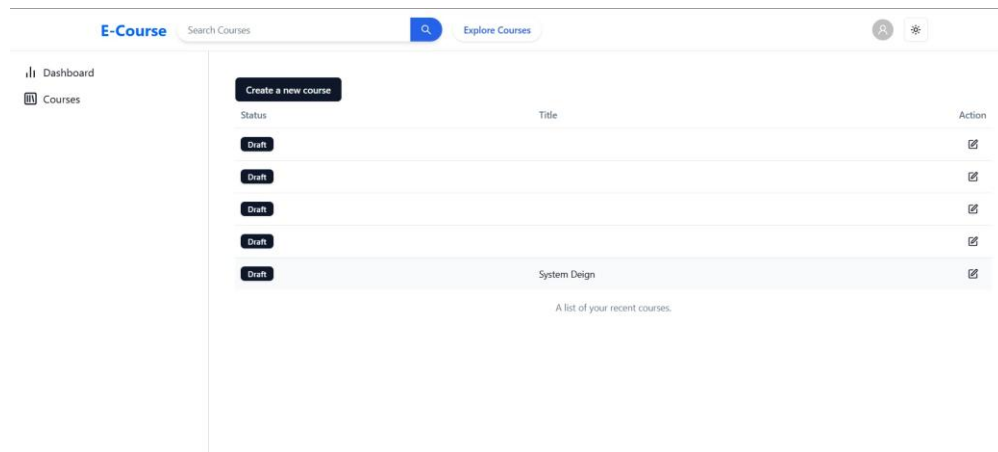 E-Course Search Courses Explore Courses
Dashboard
Courses
Create a new course
Status Title Action
Draft
Draft
Draft
Draft
Draft System Deign
A list of your recent courses.